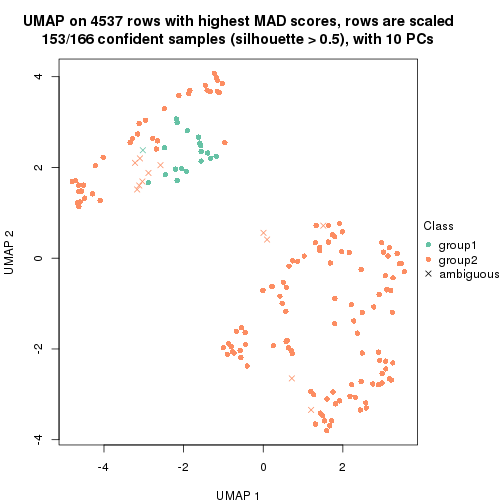 UMAP on 4537 rows with highest MAD scores, rows are scaled
153/166 confident samples (silhouette > 0.5), with 10 PCs
4
2
0
-2
-4
UMAP 2
-4
-2
0
2
UMAP 1
Class
group1
group2
ambiguous